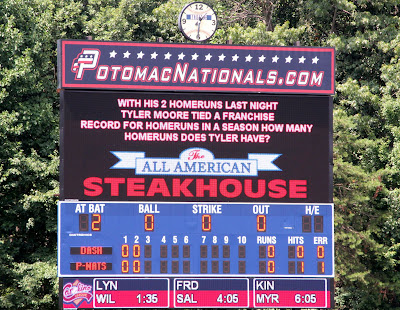 PotomacNationals.com
WITH HIS 2 HOMERUNS LAST NIGHT
TYLER MOORE TIED A FRANCHISE
RECORD FOR HOMERUNS IN A SEASON HOW MANY
HOMERUNS DOES TYLER HAVE?
The
ALL AMERICAN
STEAKHOUSE
AT BAT BALL STRIKE OUT H/E
2 0 0 0
1 2 3 4 5 6 7 8 9 10 RUNS HITS ERR
DASH 0 0 0 0 0
P-NATS 0 0 0 1 1
LYN FRD KIN
WIL 1:35 SAL 4:05 MYR 6:05